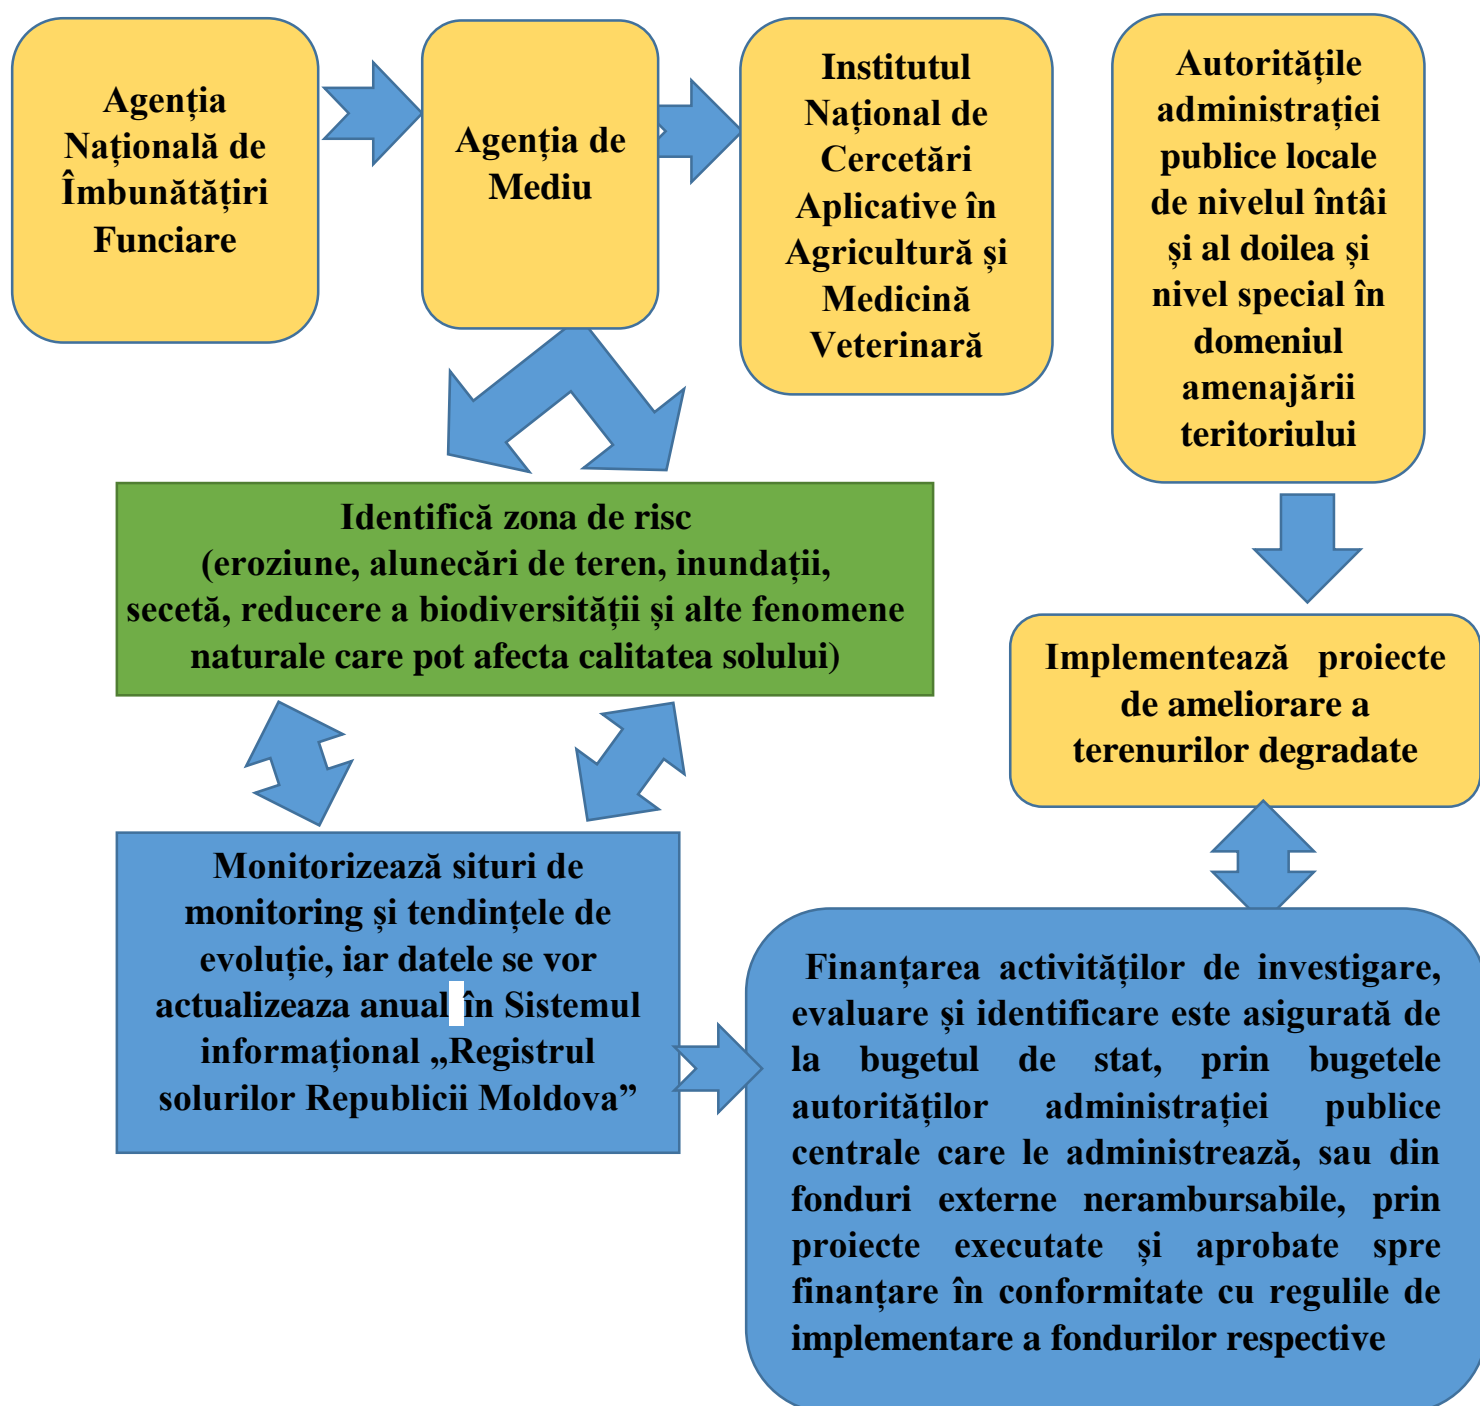 Agenția
Națională de
Îmbunătățiri
Funciare
Agenția de
Mediu
Institutul
Național de
Cercetări
Aplicative în
Agricultură și
Medicină
Veterinară
Autoritățile
administrației
publice locale
de nivelul întâi
și al doilea și
nivel special în
domeniul
amenajării
teritoriului
Identifică zona de risc
(eroziune, alunecări de teren, inundații,
secetă, reducere a biodiversității și alte fenomene
naturale care pot afecta calitatea solului)
Implementează proiecte
de ameliorare a
terenurilor degradate
Monitorizează situri de
monitoring și tendințele de
evoluție, iar datele se vor
actualizeaza anual în Sistemul
informațional „Registrul
solurilor Republicii Moldova”
Finanțarea activităților de investigare,
evaluare și identificare este asigurată de
la bugetul de stat, prin bugetele
autorităților administrației publice
centrale care le administrează, sau din
fonduri externe nerambursabile, prin
proiecte executate și aprobate spre
finanțare în conformitate cu regulile de
implementare a fondurilor respective